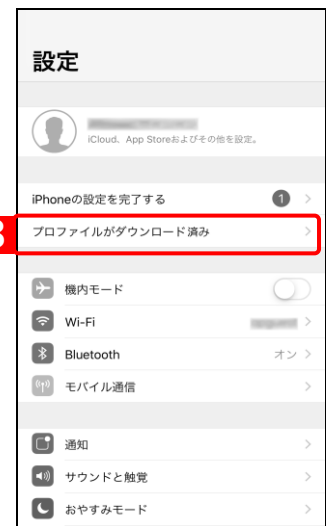 設定
iCloud、App Storeおよびその他を設定。
iPhoneの設定を完了する 1
プロファイルがダウンロード済み
機内モード
Wi-Fi
Bluetooth オン
モバイル通信
通知
サウンドと触覚
おやすみモード